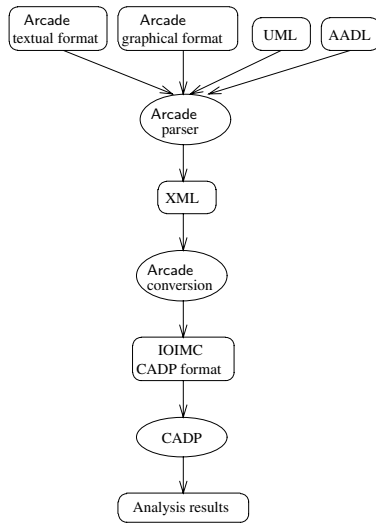 Arcade
textual format
Arcade
graphical format
UML
AADL
Arcade
parser
XML
Arcade
conversion
IOIMC
CADP format
CADP
Analysis results